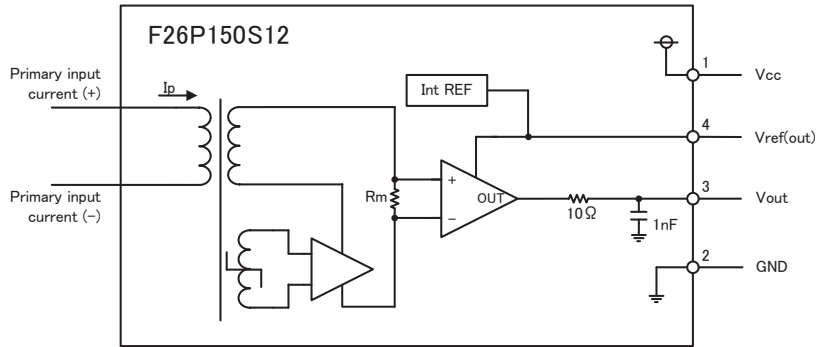 F26P150S12
Primary input
current (+)
Ip
Int REF
1
Vcc
4
Vref(out)
Rm
+
−
OUT
10Ω
1nF
3
Vout
Primary input
current (−)
2
GND